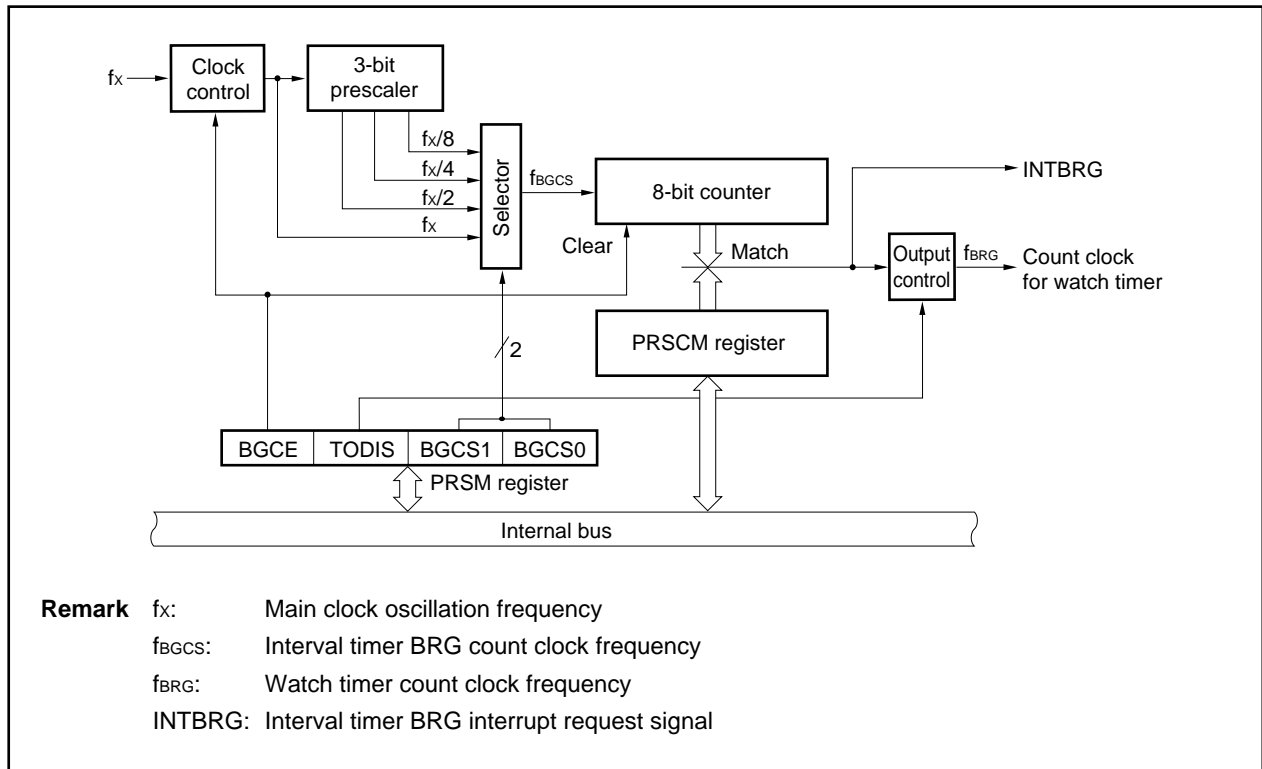 fX
Clock
control
3-bit
prescaler
fX/8
fX/4
fX/2
fX
Selector
fBGCS
8-bit counter
Clear
Match
INTBRG
Output
control
fBRG
Count clock
for watch timer
PRSCM register
2
BGCE TODIS BGCS1 BGCS0
PRSM register
Internal bus
Remark fX: Main clock oscillation frequency
fBGCS: Interval timer BRG count clock frequency
fBRG: Watch timer count clock frequency
INTBRG: Interval timer BRG interrupt request signal